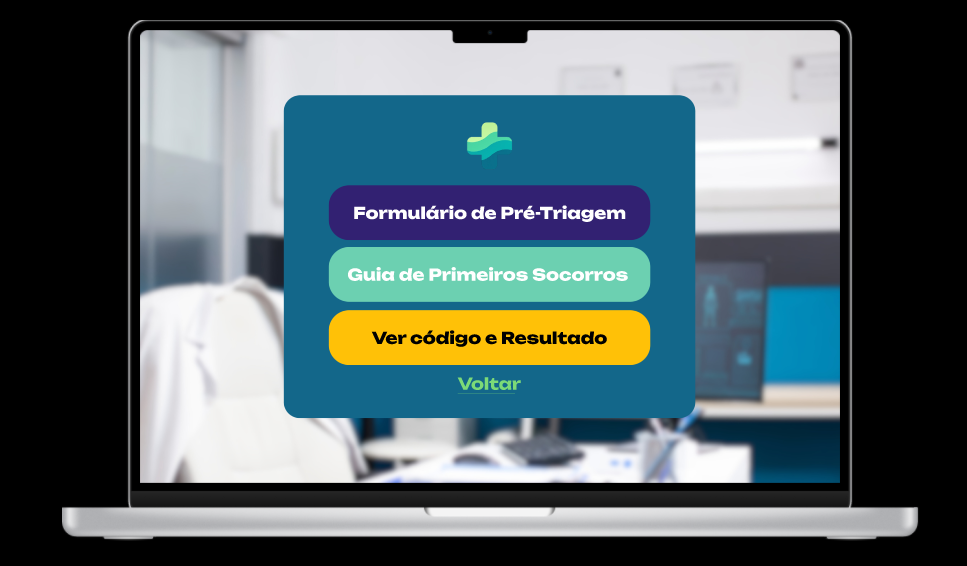 Formulário de Pré-Triagem
Guia de Primeiros Socorros
Ver código e Resultado
Voltar